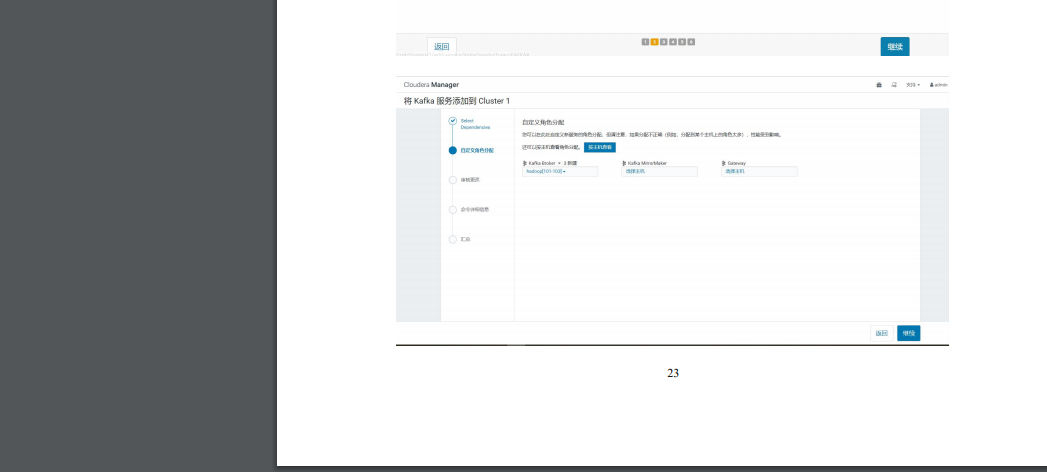 返回
1 2 3 4 5 6
继续
Cloudera Manager
支持
admin
将 Kafka 服务添加到 Cluster 1
Select Dependencies
自定义角色分配
审核更改
命令详细信息
汇总
自定义角色分配
您可以在此处自定义新服务的角色分配，但请注意，如果分配不正确（例如，分配到某个主机上的角色太多），性能受到影响。
还可以按主机查看角色分配。 按主机查看
Kafka Broker × 3 新建
hadoop[101-103]
Kafka MirrorMaker
选择主机
Gateway
选择主机
返回
继续
23